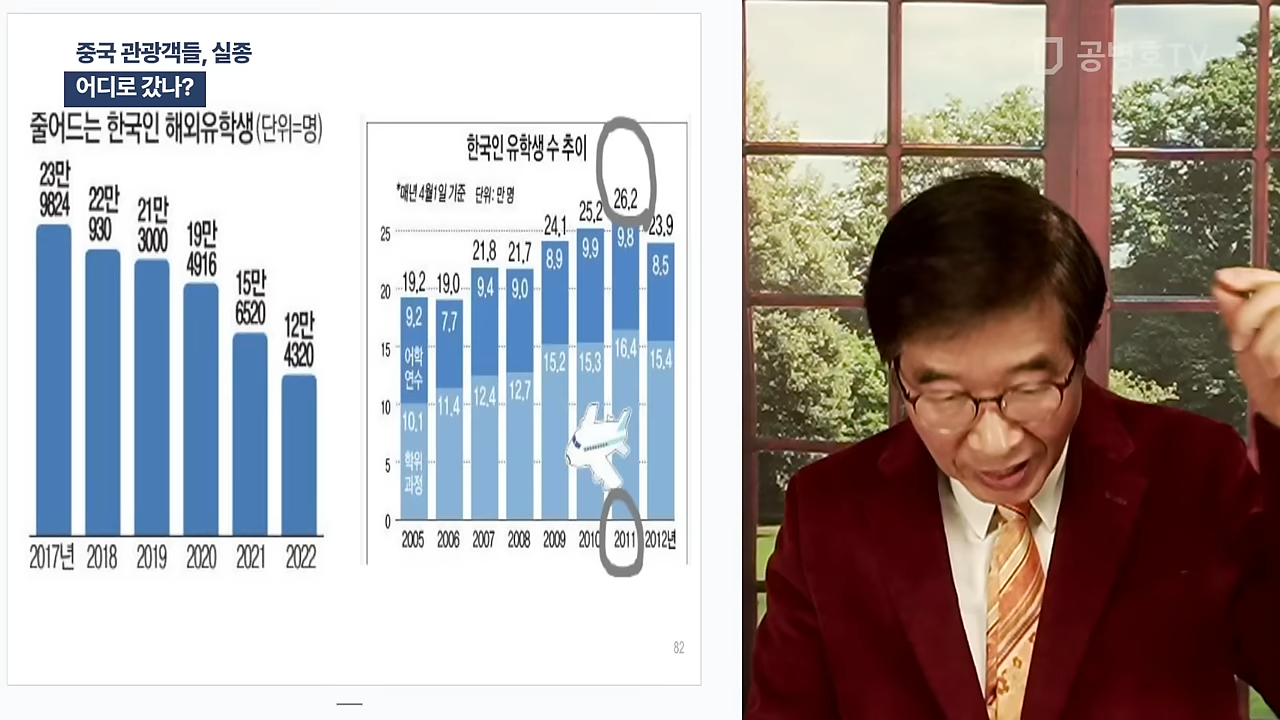 중국 관광객들, 실종
어디로 갔나?
줄어드는 한국인 해외유학생(단위=명)
23만
9824
22만
930
21만
3000
19만
4916
15만
6520
12만
4320
2017년 2018 2019 2020 2021 2022
한국인 유학생 수 추이
*매년 4월1일 기준 단위: 만 명
25
20
15
10
5
0
19.2 19.0 21.8 21.7 24.1 25.2 26.2 23.9
9.2 7.7 9.4 9.0 8.9 9.9 9.8 8.5
어학
연수
10.1 11.4 12.4 12.7 15.2 15.3 16.4 15.4
학위
과정
2005 2006 2007 2008 2009 2010 2011 2012년
82
공병호TV